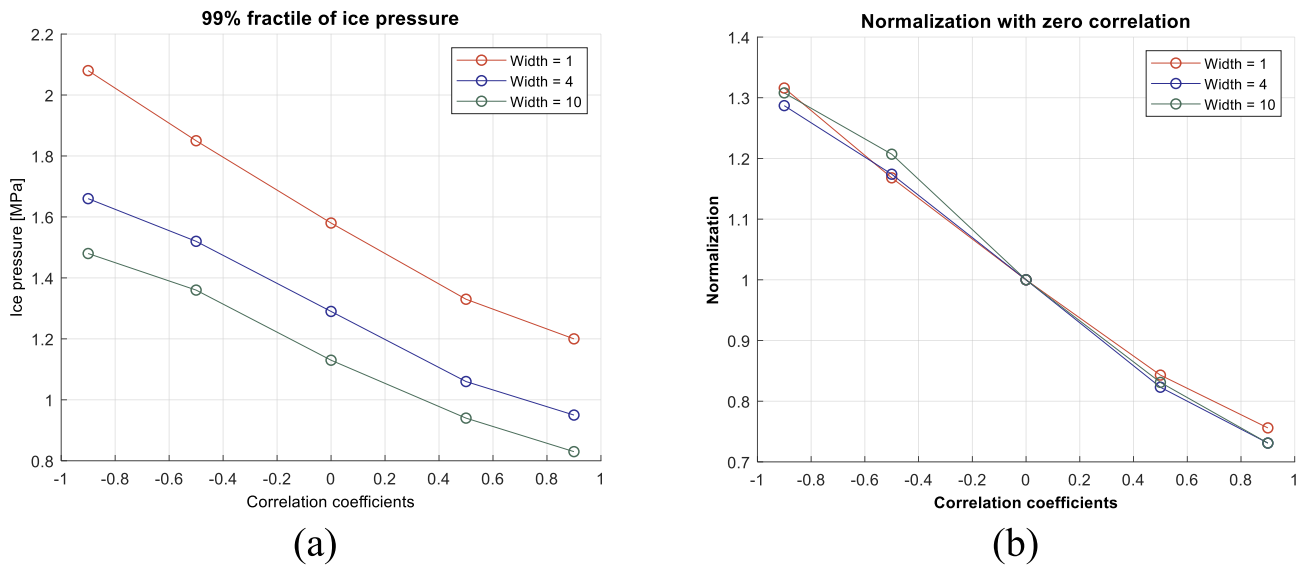 99% fractile of ice pressure
2.2
2
1.8
1.6
1.4
1.2
1
0.8
Ice pressure [MPa]
Width = 1
Width = 4
Width = 10
-1 -0.8 -0.6 -0.4 -0.2 0 0.2 0.4 0.6 0.8 1
Correlation coefficients
(a)
Normalization with zero correlation
1.4
1.3
1.2
1.1
1
0.9
0.8
0.7
Normalization
Width = 1
Width = 4
Width = 10
-1 -0.8 -0.6 -0.4 -0.2 0 0.2 0.4 0.6 0.8 1
Correlation coefficients
(b)